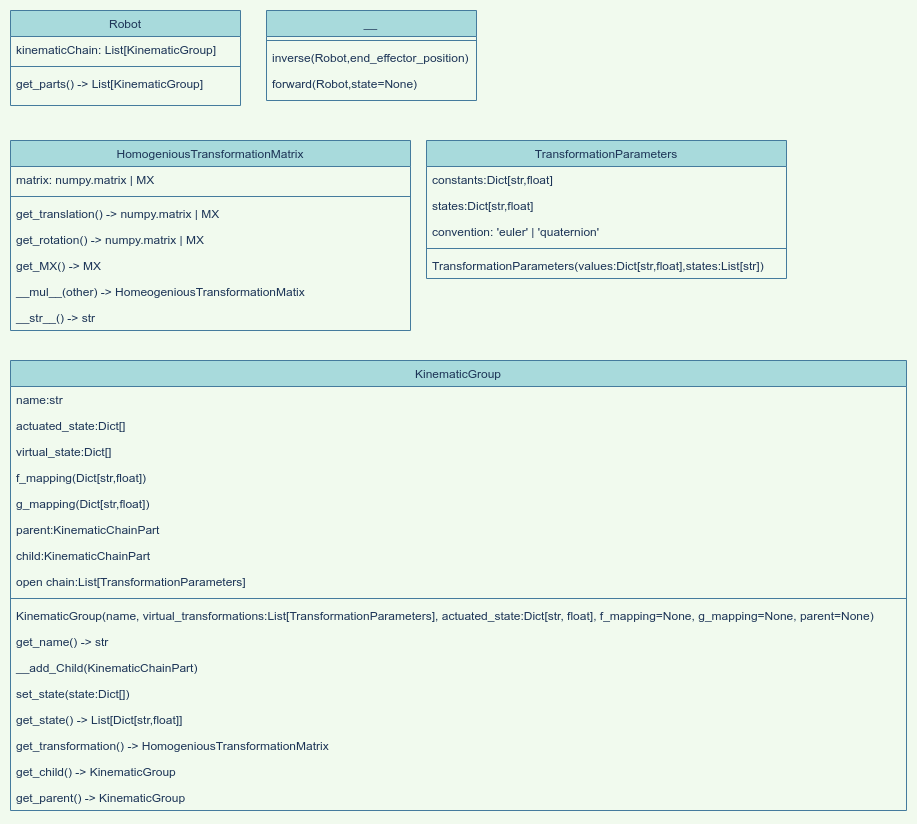 Robot
kinematicChain: List[KinematicGroup]
get_parts() -> List[KinematicGroup]
__
inverse(Robot,end_effector_position)
forward(Robot,state=None)
HomogeniousTransformationMatrix
matrix: numpy.matrix | MX
get_translation() -> numpy.matrix | MX
get_rotation() -> numpy.matrix | MX
get_MX() -> MX
__mul__(other) -> HomeogeniousTransformationMatix
__str__() -> str
TransformationParameters
constants:Dict[str,float]
states:Dict[str,float]
convention: 'euler' | 'quaternion'
TransformationParameters(values:Dict[str,float],states:List[str])
KinematicGroup
name:str
actuated_state:Dict[]
virtual_state:Dict[]
f_mapping(Dict[str,float])
g_mapping(Dict[str,float])
parent:KinematicChainPart
child:KinematicChainPart
open chain:List[TransformationParameters]
KinematicGroup(name, virtual_transformations:List[TransformationParameters], actuated_state:Dict[str, float], f_mapping=None, g_mapping=None, parent=None)
get_name() -> str
__add_Child(KinematicChainPart)
set_state(state:Dict[])
get_state() -> List[Dict[str,float]]
get_transformation() -> HomogeniousTransformationMatrix
get_child() -> KinematicGroup
get_parent() -> KinematicGroup